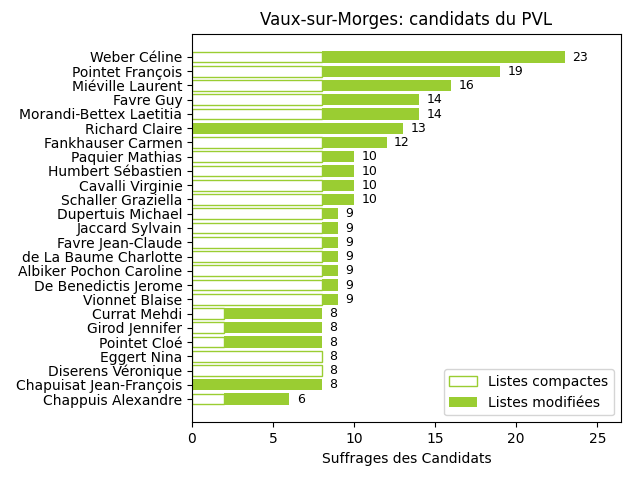 Vaux-sur-Morges: candidats du PVL
Weber Céline 23
Pointet François 19
Miéville Laurent 16
Favre Guy 14
Morandi-Bettex Laetitia 14
Richard Claire 13
Fankhauser Carmen 12
Paquier Mathias 10
Humbert Sébastien 10
Cavalli Virginie 10
Schaller Graziella 10
Dupertuis Michael 9
Jaccard Sylvain 9
Favre Jean-Claude 9
de La Baume Charlotte 9
Albiker Pochon Caroline 9
De Benedictis Jerome 9
Vionnet Blaise 9
Currat Mehdi 8
Girod Jennifer 8
Pointet Cloé 8
Eggert Nina 8
Diserens Véronique 8
Chapuisat Jean-François 8
Chappuis Alexandre 6
Listes compactes
Listes modifiées
0 5 10 15 20 25
Suffrages des Candidats